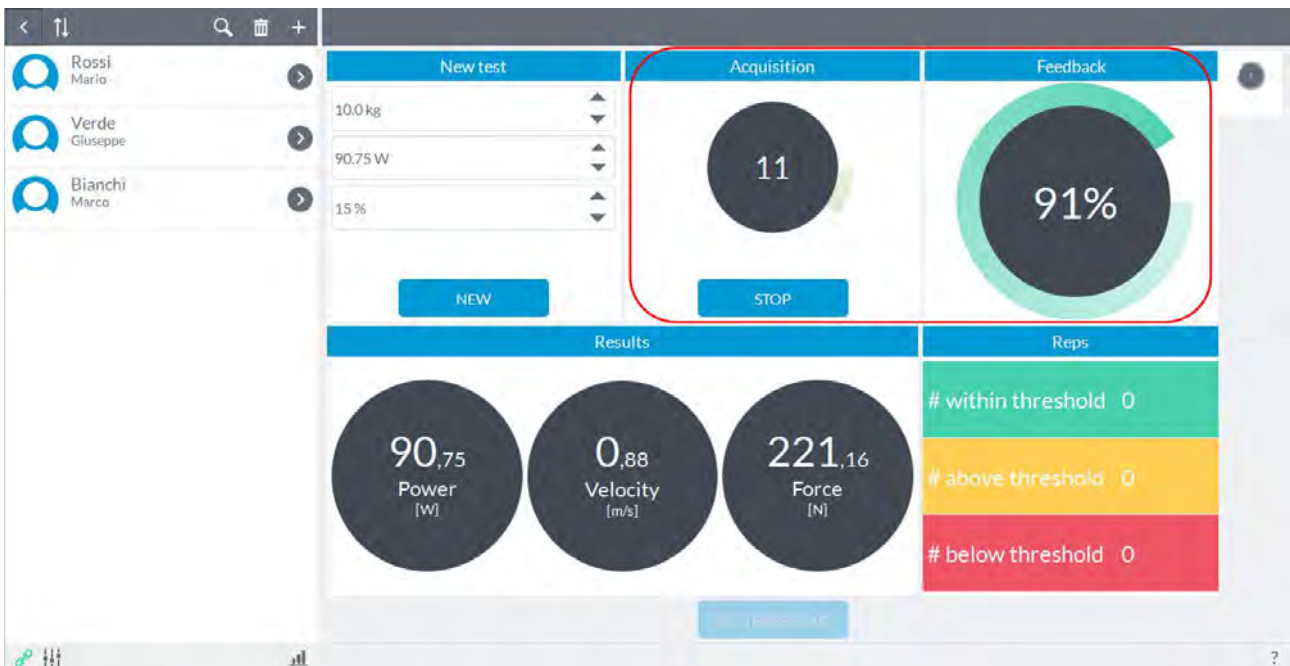 Rossi
Mario
Verde
Giuseppe
Bianchi
Marco
New test
10.0 kg
90.75 W
15 %
NEW
Acquisition
11
STOP
Feedback
91%
Results
90,75
Power
[W]
0,88
Velocity
[m/s]
221,16
Force
[N]
Reps
# within threshold 0
# above threshold 0
# below threshold 0
?